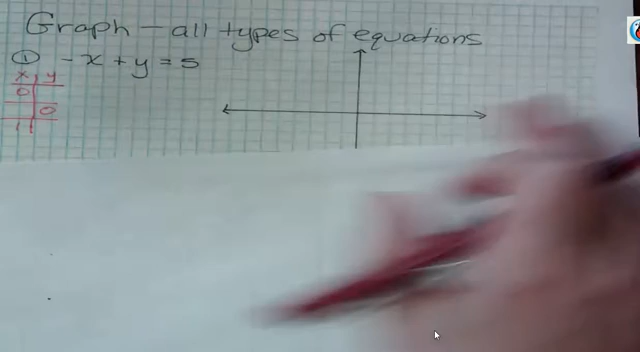 Graph - all types of equations
① -x + y = 5
x y
0
0
1